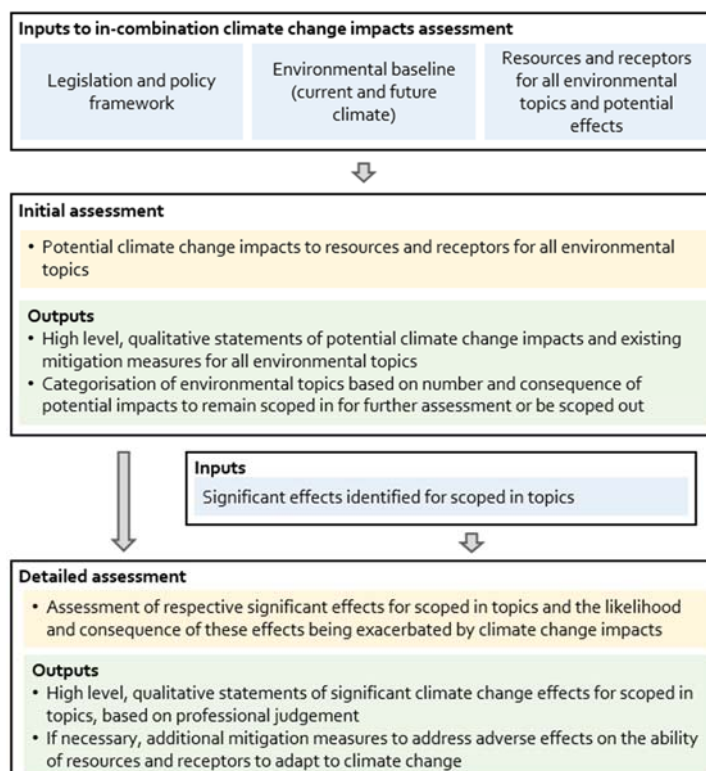 Inputs to in-combination climate change impacts assessment
Legislation and policy
framework
Environmental baseline
(current and future
climate)
Resources and receptors
for all environmental
topics and potential
effects
Initial assessment
• Potential climate change impacts to resources and receptors for all environmental
topics
Outputs
• High level, qualitative statements of potential climate change impacts and existing
mitigation measures for all environmental topics
• Categorisation of environmental topics based on number and consequence of
potential impacts to remain scoped in for further assessment or be scoped out
Inputs
Significant effects identified for scoped in topics
Detailed assessment
• Assessment of respective significant effects for scoped in topics and the likelihood
and consequence of these effects being exacerbated by climate change impacts
Outputs
• High level, qualitative statements of significant climate change effects for scoped in
topics, based on professional judgement
• If necessary, additional mitigation measures to address adverse effects on the ability
of resources and receptors to adapt to climate change